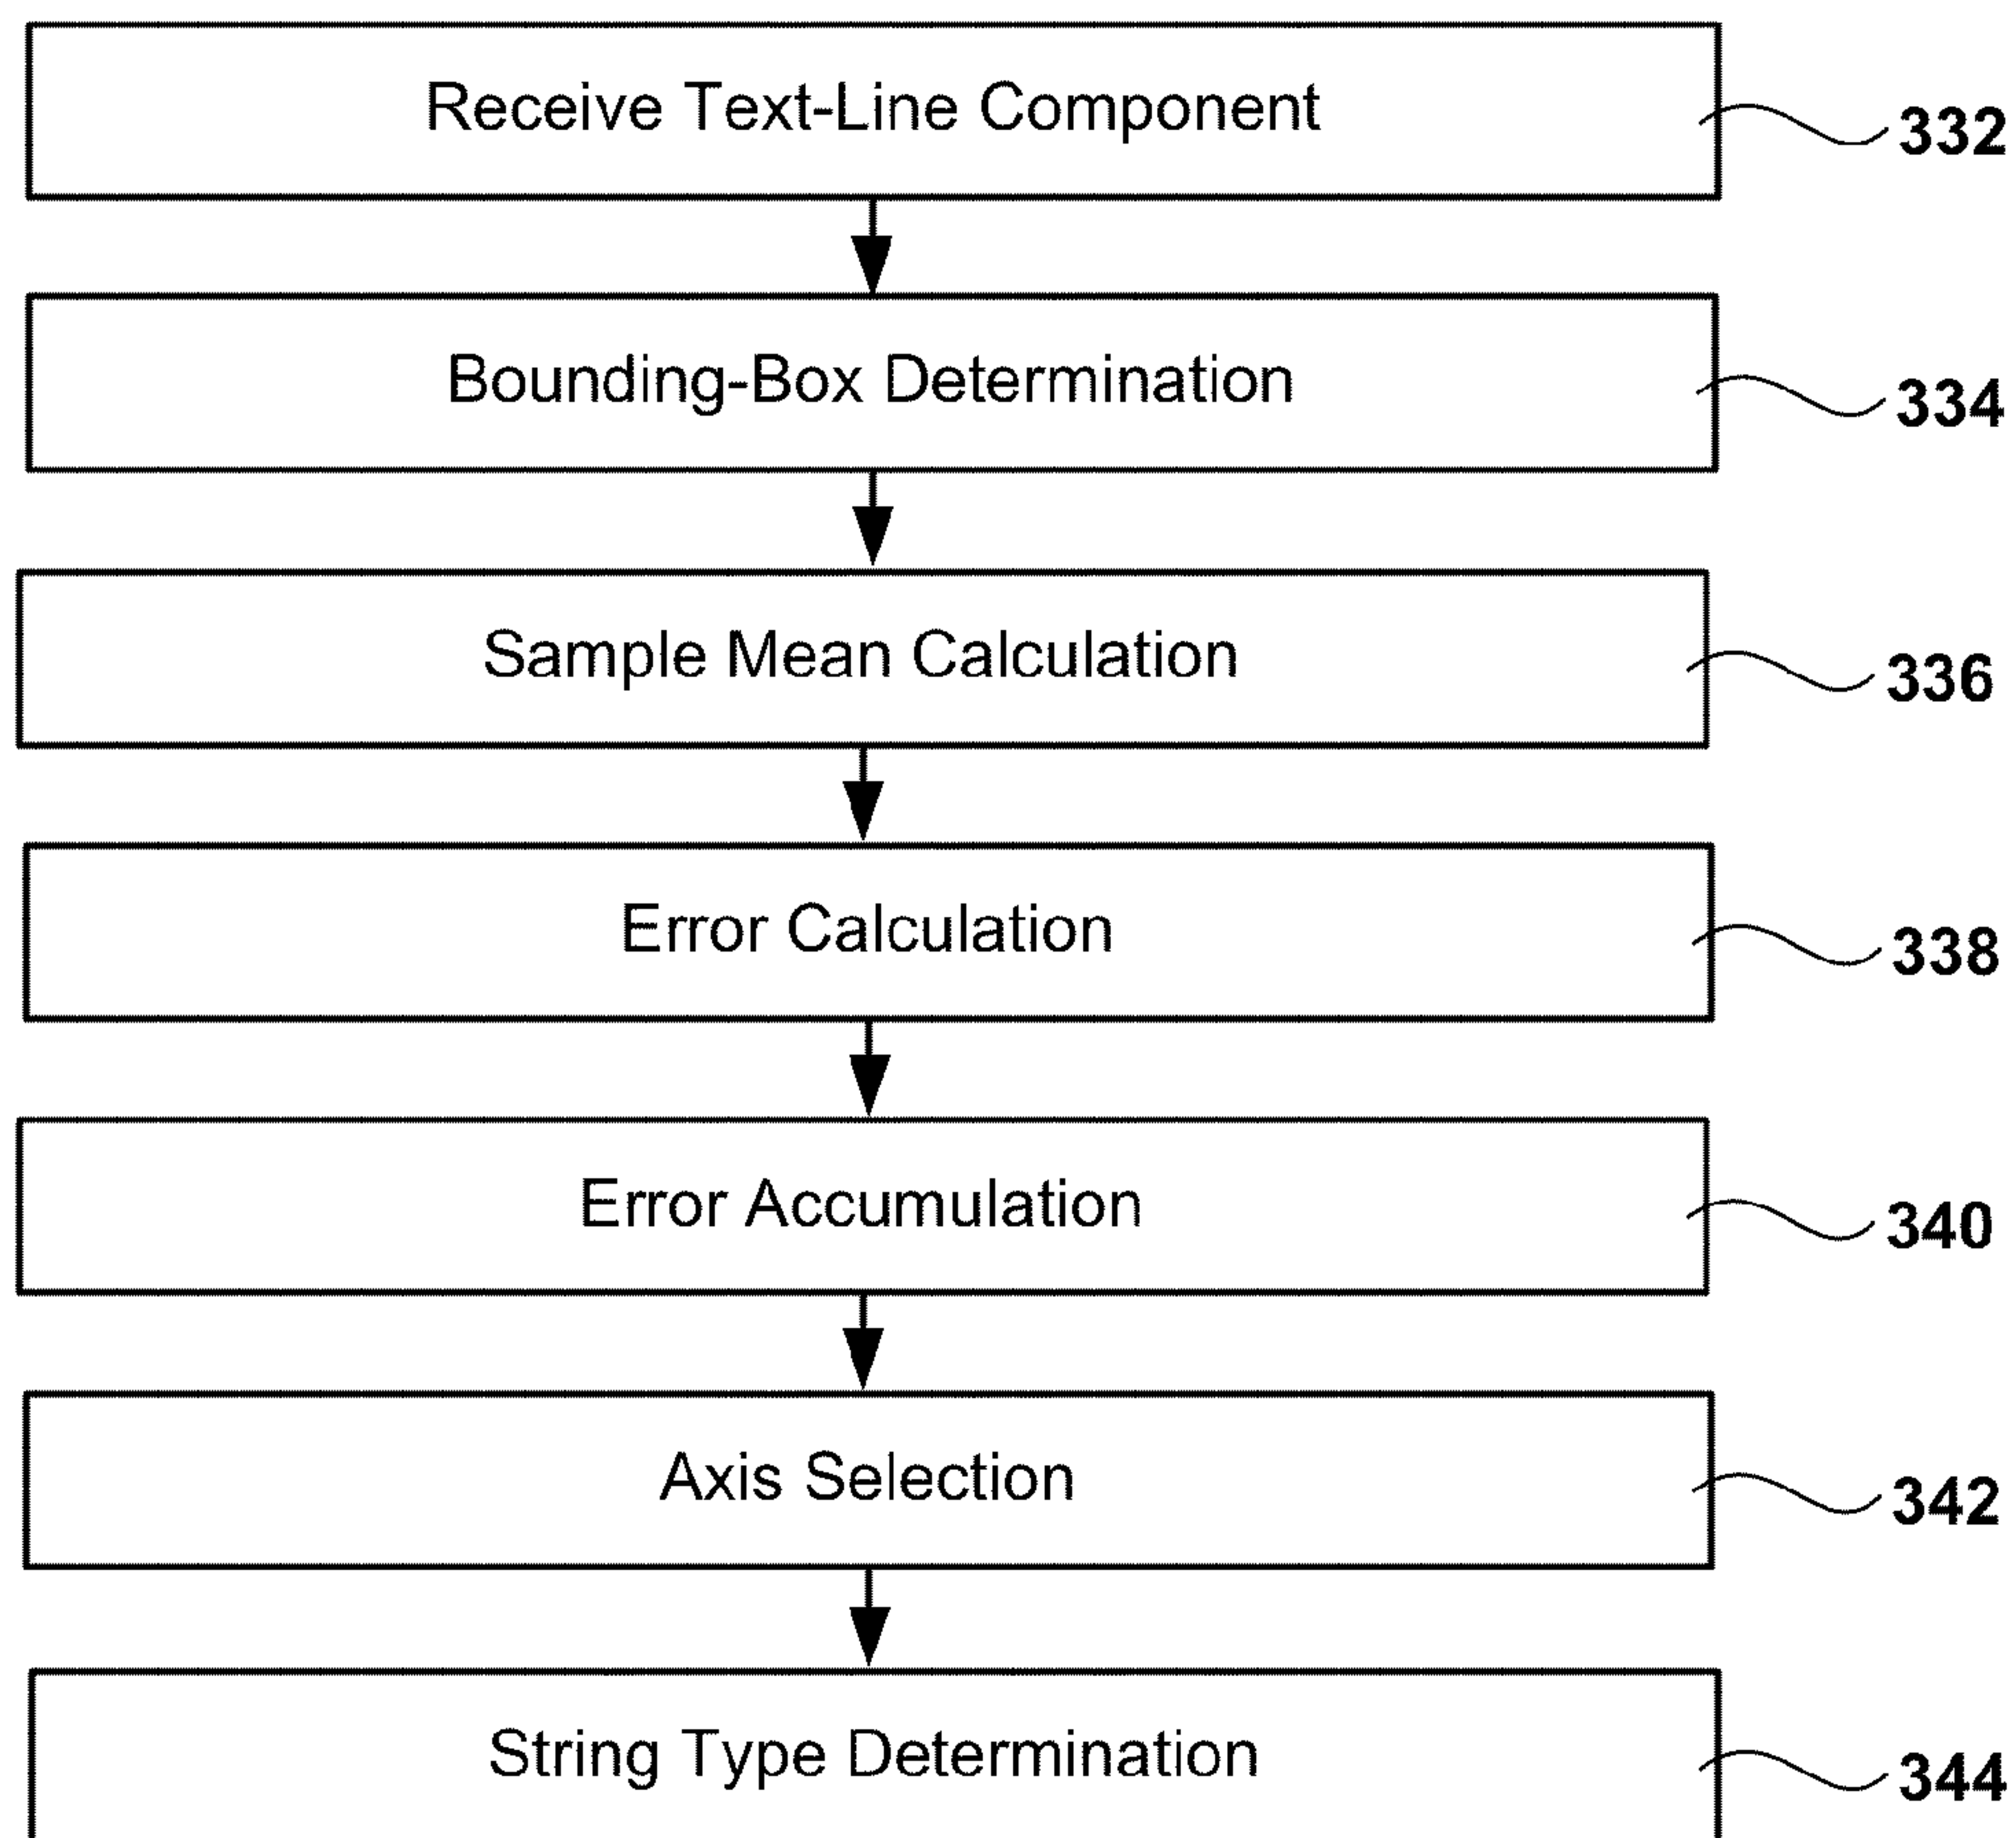 Receive Text-Line Component
332
Bounding-Box Determination
334
Sample Mean Calculation
336
Error Calculation
338
Error Accumulation
340
Axis Selection
342
String Type Determination
344